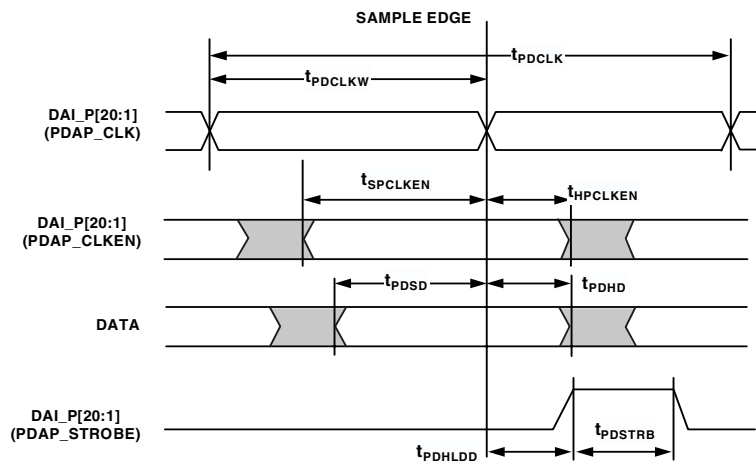 SAMPLE EDGE
tPDCLK
tPDCLKW
DAI_P[20:1]
(PDAP_CLK)
tSPCLKEN
tHPCLKEN
DAI_P[20:1]
(PDAP_CLKEN)
tPDSD
tPDHD
DATA
DAI_P[20:1]
(PDAP_STROBE)
tPDHLDD
tPDSTRB